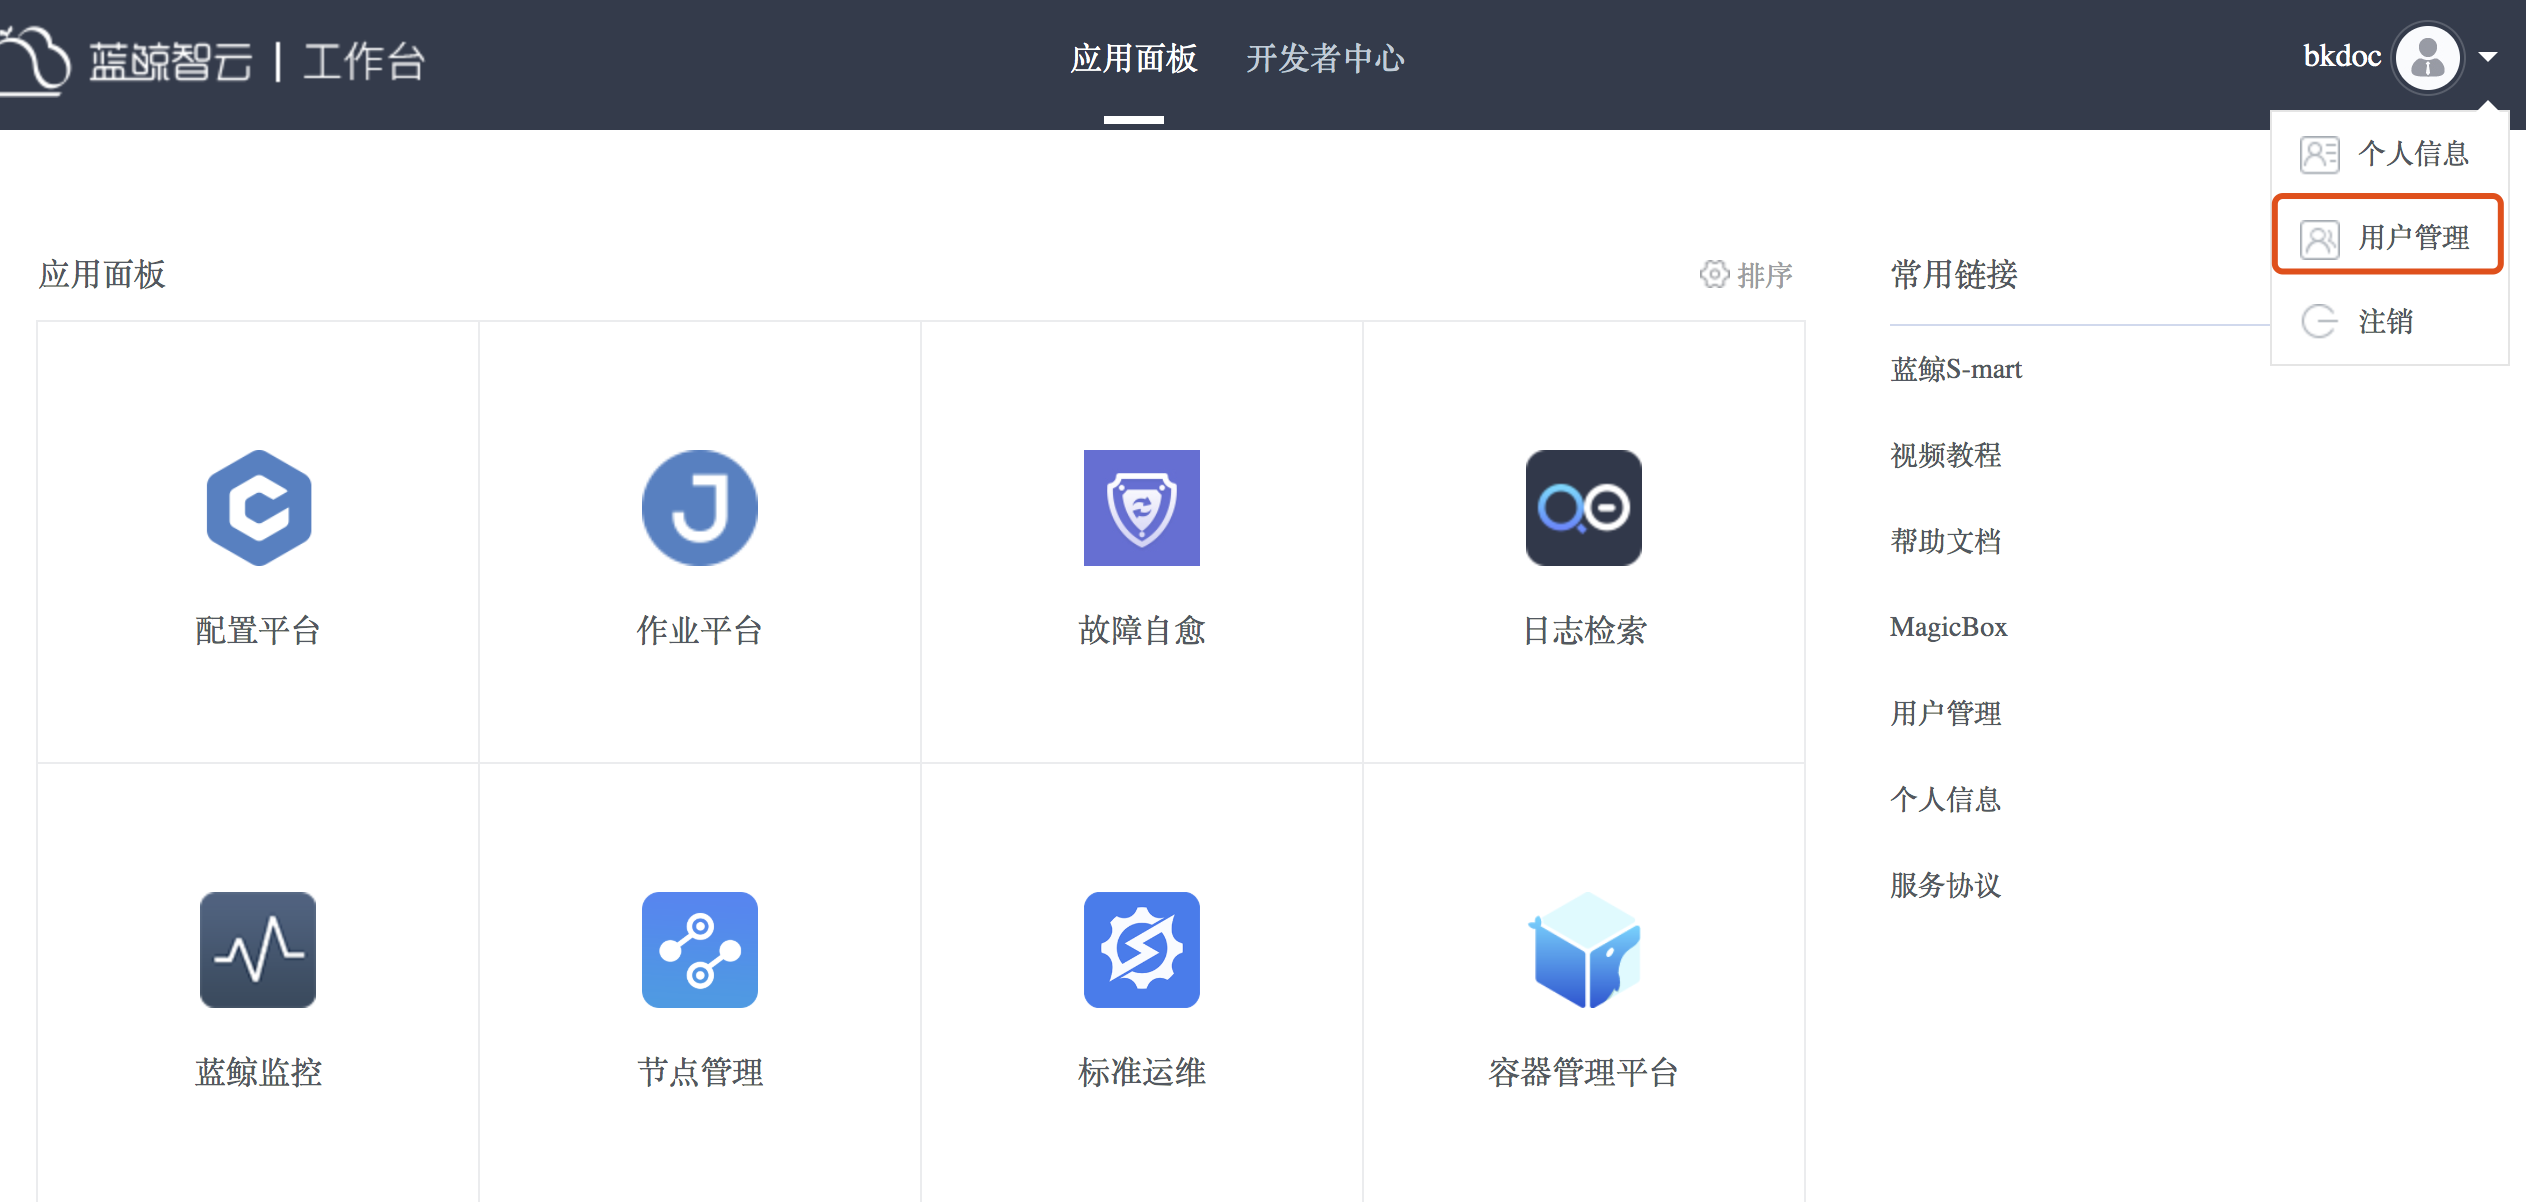 蓝鲸智云 | 工作台
应用面板 开发者中心
bkdoc
个人信息
用户管理
注销
应用面板
排序
配置平台
作业平台
故障自愈
日志检索
蓝鲸监控
节点管理
标准运维
容器管理平台
常用链接
蓝鲸S-mart
视频教程
帮助文档
MagicBox
用户管理
个人信息
服务协议